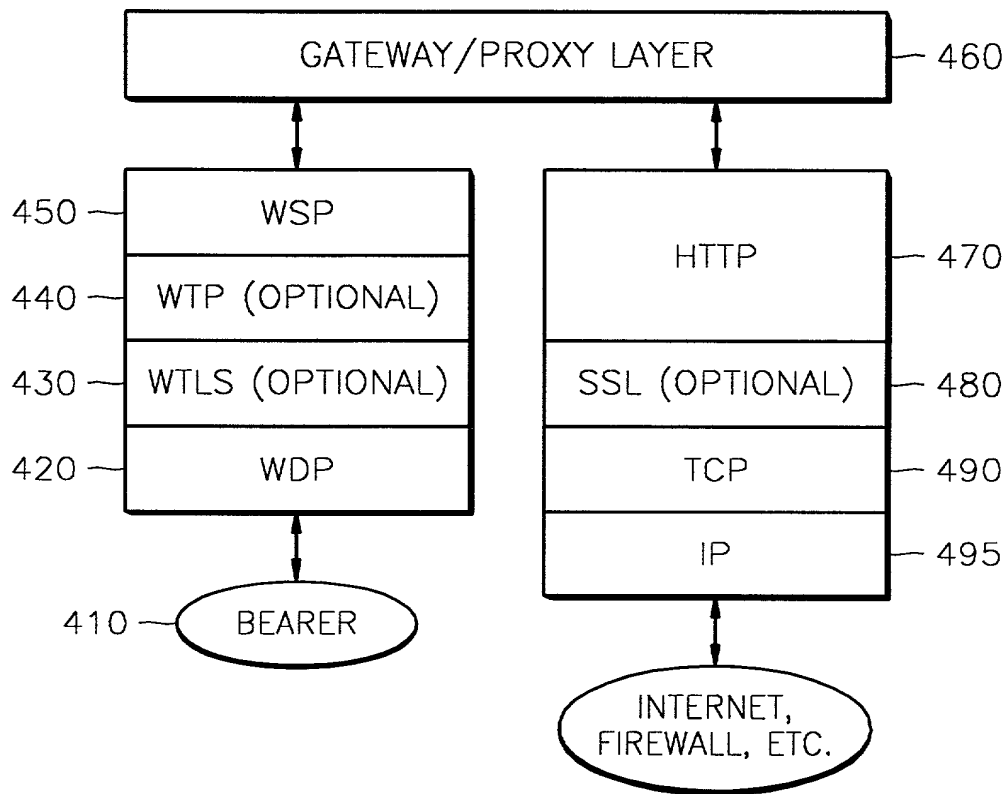 GATEWAY/PROXY LAYER
460
450
WSP
440
WTP (OPTIONAL)
430
WTLS (OPTIONAL)
420
WDP
410
BEARER
HTTP
470
SSL (OPTIONAL)
480
TCP
490
IP
495
INTERNET,
FIREWALL, ETC.